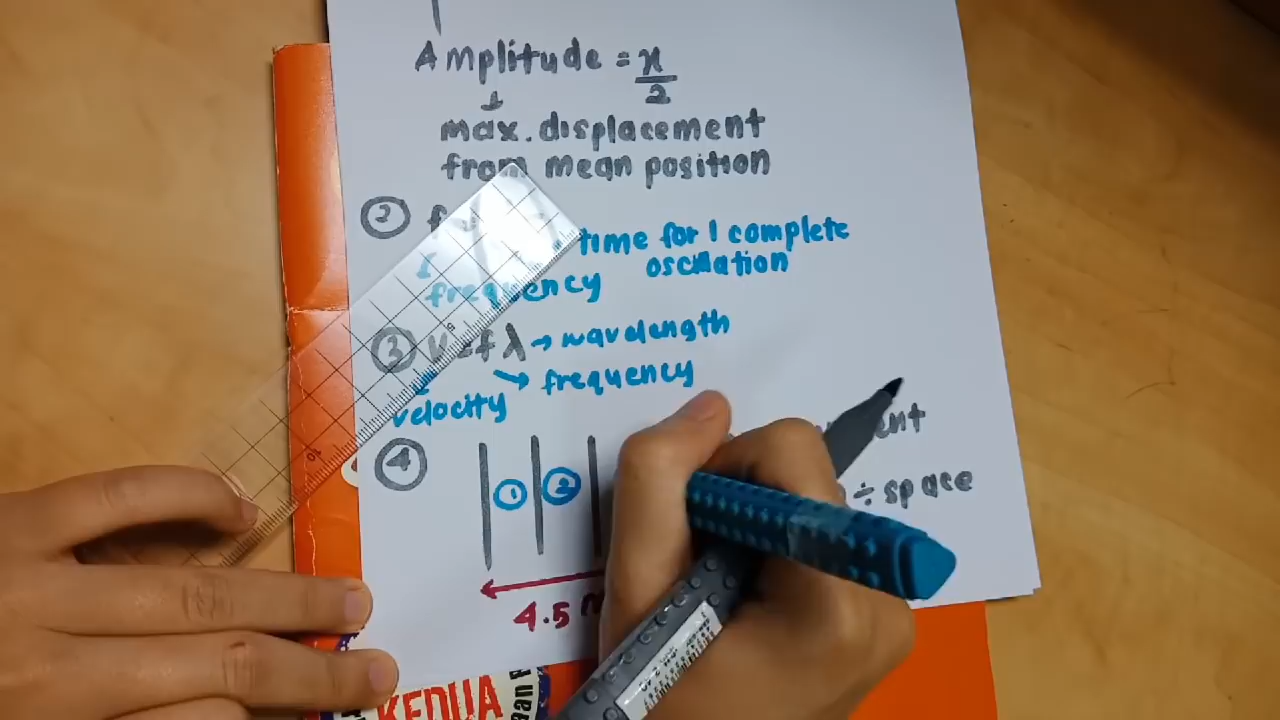 Amplitude = x/2
max. displacement
from mean position
②
time for 1 complete
oscillation
frequency
③ v = f λ → wavelength
frequency
velocity
④
① ②
÷ space
4.5
KEDUA